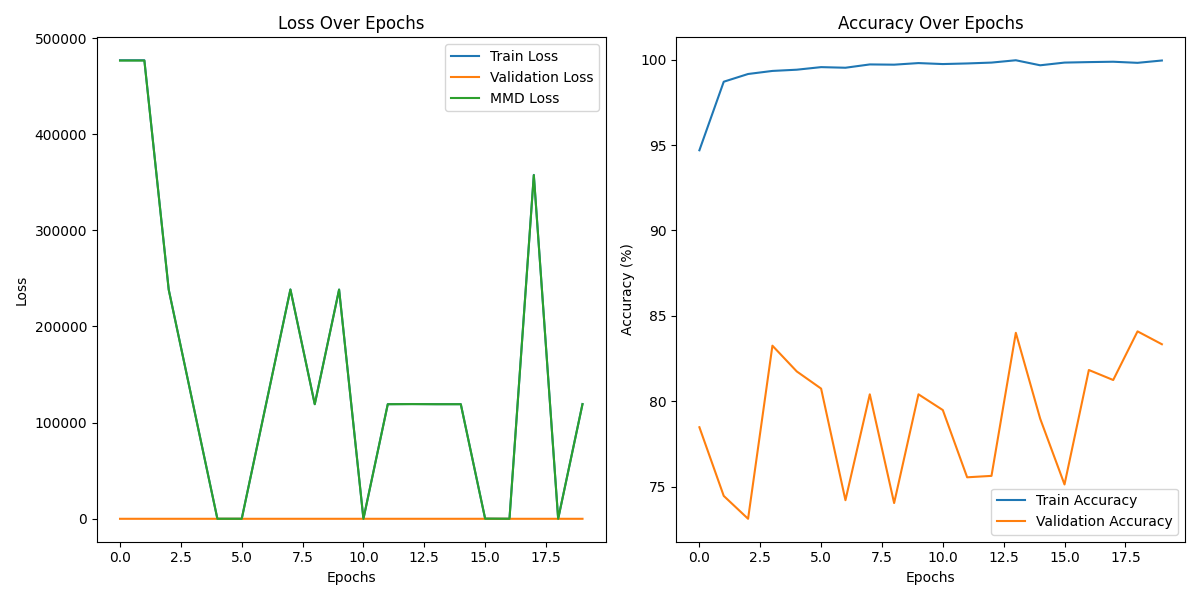 Loss Over Epochs
500000
400000
300000
200000
100000
0
Loss
0.0 2.5 5.0 7.5 10.0 12.5 15.0 17.5
Epochs
Train Loss
Validation Loss
MMD Loss
Accuracy Over Epochs
100
95
90
85
80
75
Accuracy (%)
0.0 2.5 5.0 7.5 10.0 12.5 15.0 17.5
Epochs
Train Accuracy
Validation Accuracy